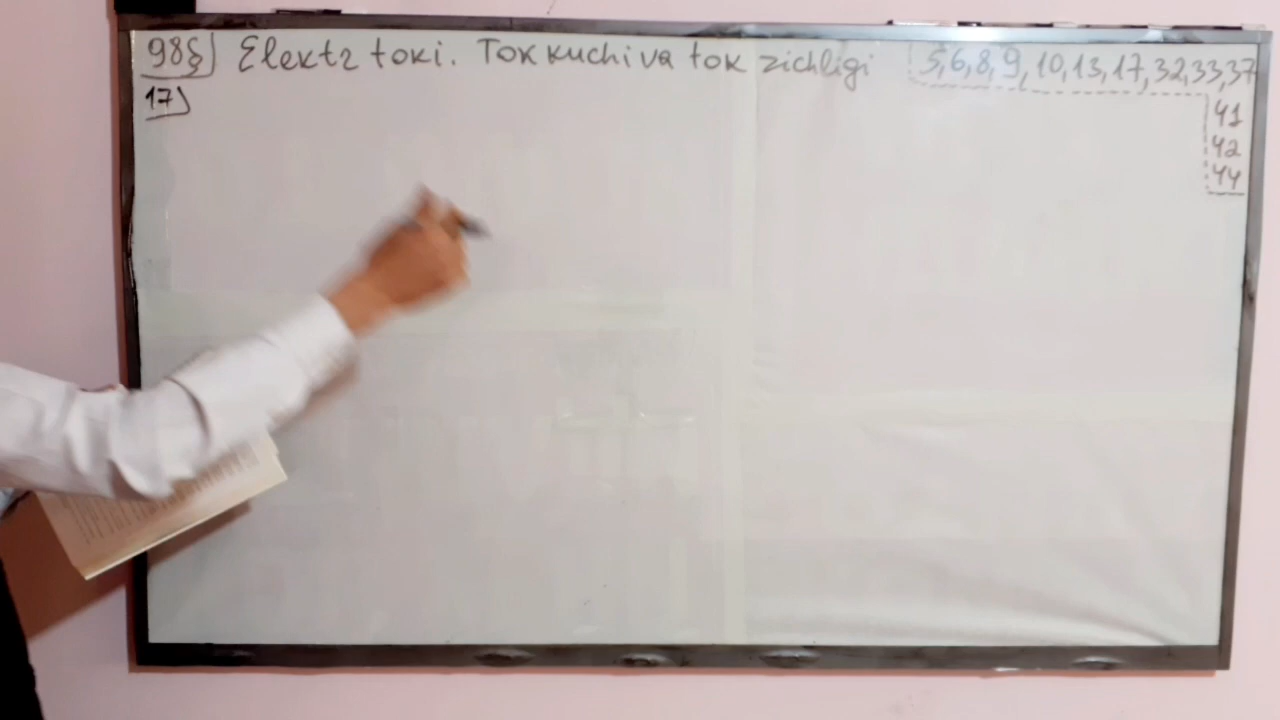 98§) Elektr toki. Tok kuchi va tok zichligi 5,6,8,9,10,13,17,32,33,37
41
42
44
17)